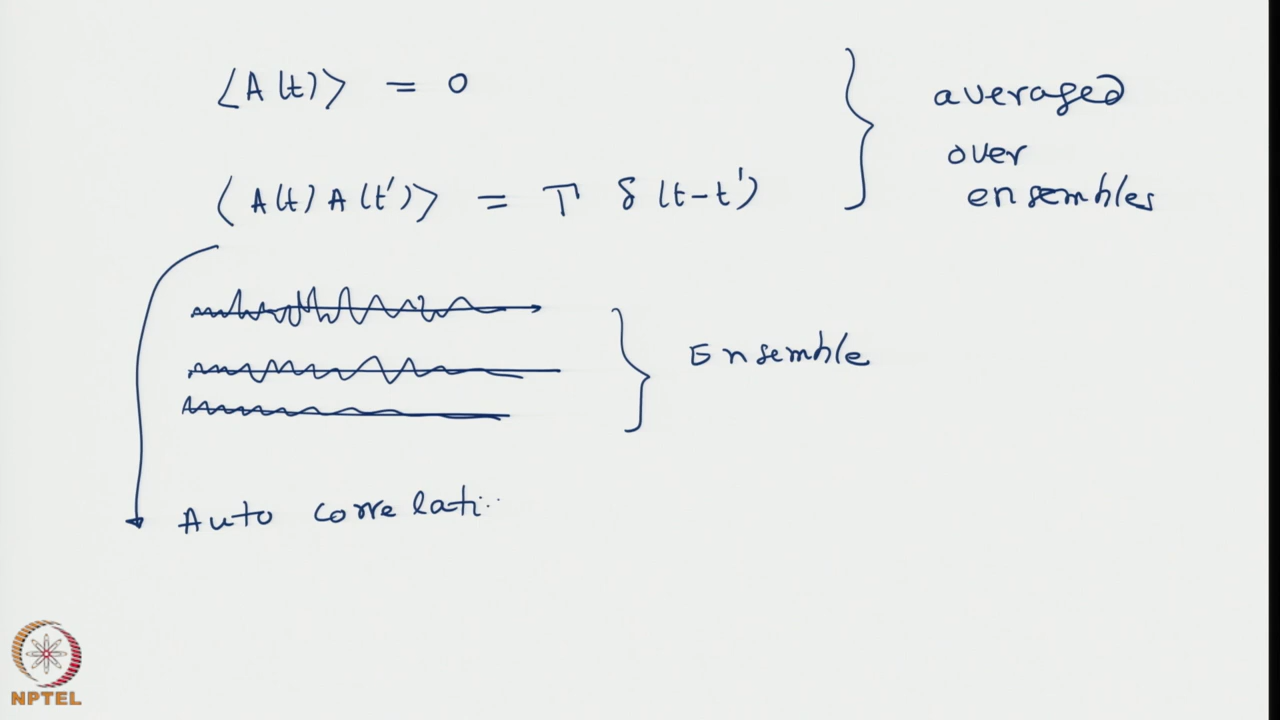 ⟨A(t)⟩ = 0
⟨A(t) A(t')⟩ = Γ δ(t-t')
averaged
over
ensembles
Ensemble
Auto correlati
NPTEL